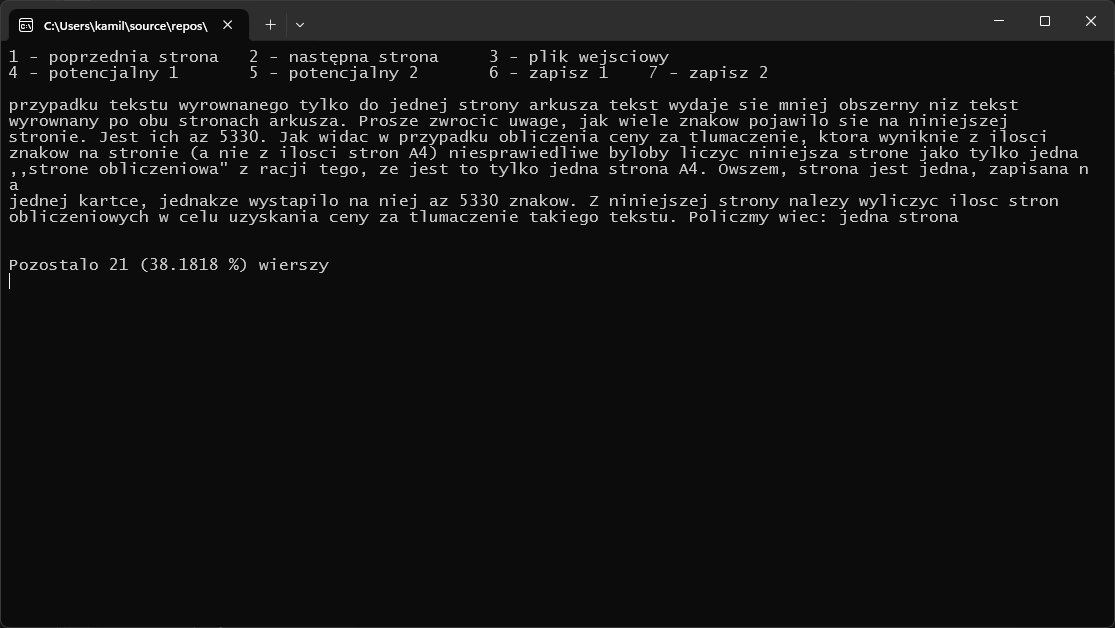 C:\Users\kamil\source\repos\
1 - poprzednia strona   2 - następna strona     3 - plik wejsciowy
4 - potencjalny 1       5 - potencjalny 2       6 - zapisz 1    7 - zapisz 2
przypadku tekstu wyrownanego tylko do jednej strony arkusza tekst wydaje sie mniej obszerny niz tekst
wyrownany po obu stronach arkusza. Prosze zwrocic uwage, jak wiele znakow pojawilo sie na niniejszej
stronie. Jest ich az 5330. Jak widac w przypadku obliczenia ceny za tlumaczenie, ktora wyniknie z ilosci
znakow na stronie (a nie z ilosci stron A4) niesprawiedliwe byloby liczyc niniejsza strone jako tylko jedna
,,strone obliczeniowa" z racji tego, ze jest to tylko jedna strona A4. Owszem, strona jest jedna, zapisana n
a
jednej kartce, jednakze wystapilo na niej az 5330 znakow. Z niniejszej strony nalezy wyliczyc ilosc stron
obliczeniowych w celu uzyskania ceny za tlumaczenie takiego tekstu. Policzmy wiec: jedna strona
Pozostalo 21 (38.1818 %) wierszy